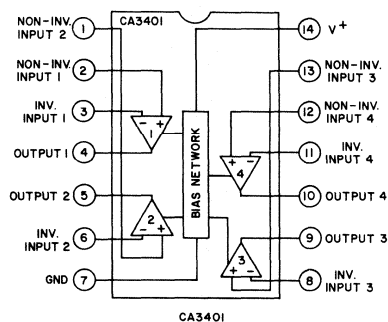 CA3401
NON-INV.
INPUT 2
1
NON-INV.
INPUT 1
2
INV.
INPUT 1
3
OUTPUT 1
4
OUTPUT 2
5
INV.
INPUT 2
6
GND
7
- +
1
2
- +
BIAS NETWORK
+ -
4
3
+ -
14
V+
13
NON-INV.
INPUT 3
12
NON-INV.
INPUT 4
11
INV.
INPUT 4
10
OUTPUT 4
9
OUTPUT 3
8
INV.
INPUT 3
CA3401